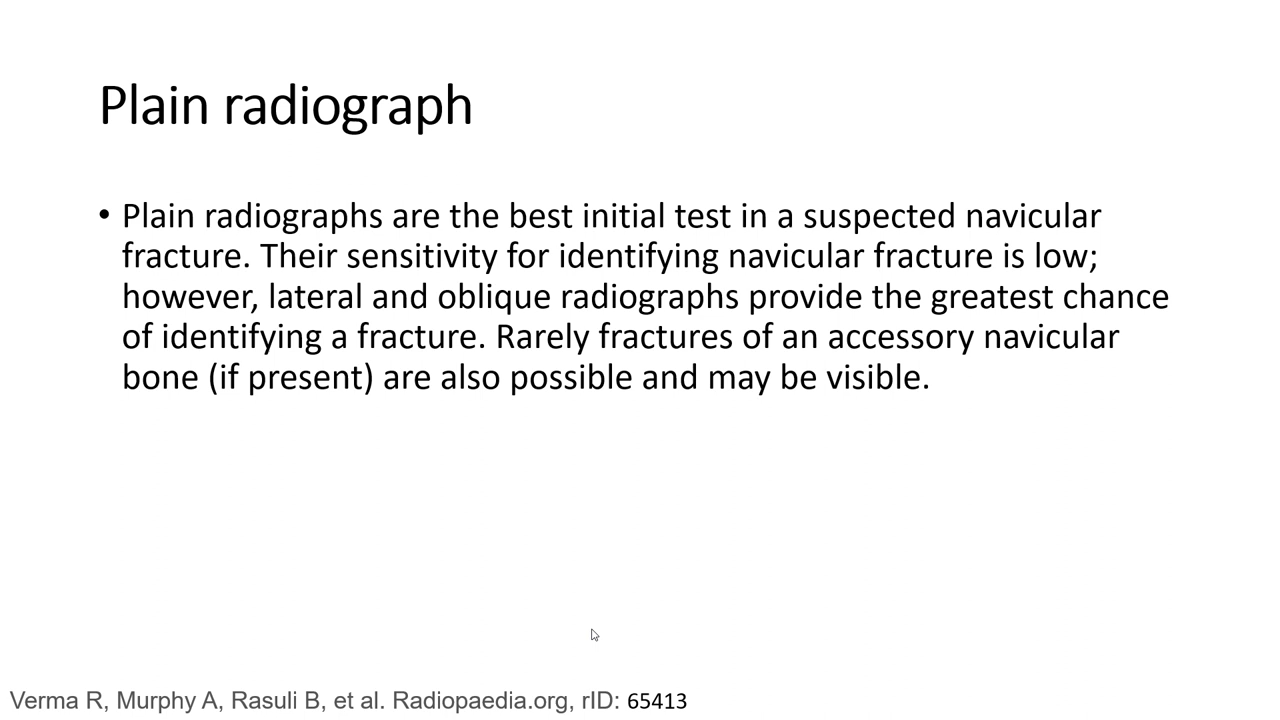 Plain radiograph
• Plain radiographs are the best initial test in a suspected navicular
fracture. Their sensitivity for identifying navicular fracture is low;
however, lateral and oblique radiographs provide the greatest chance
of identifying a fracture. Rarely fractures of an accessory navicular
bone (if present) are also possible and may be visible.
Verma R, Murphy A, Rasuli B, et al. Radiopaedia.org, rID: 65413